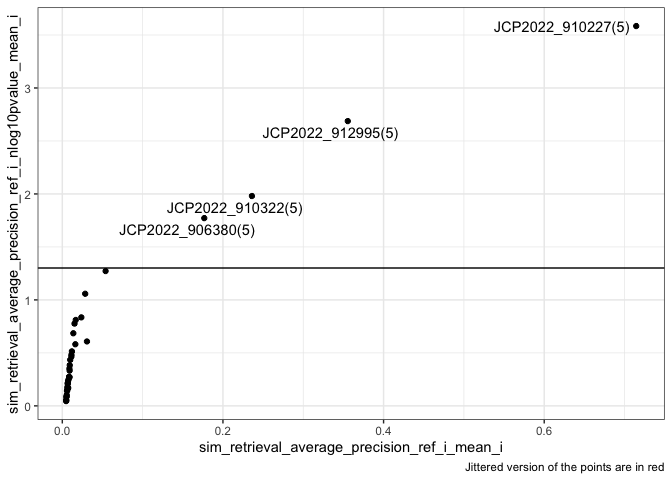 sim_retrieval_average_precision_ref_i_nlog10pvalue_mean_i
3
2
1
0
JCP2022_910227(5)
JCP2022_912995(5)
JCP2022_910322(5)
JCP2022_906380(5)
0.0 0.2 0.4 0.6
sim_retrieval_average_precision_ref_i_mean_i
Jittered version of the points are in red